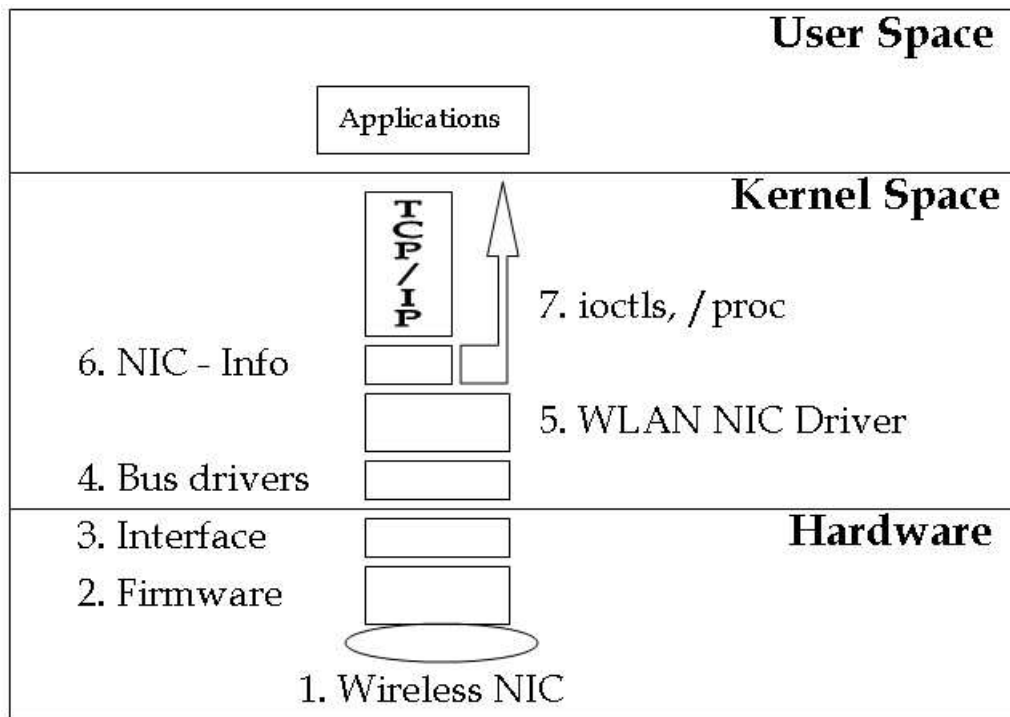 User Space
Applications
Kernel Space
TCP/IP
7. ioctls, /proc
6. NIC - Info
5. WLAN NIC Driver
4. Bus drivers
Hardware
3. Interface
2. Firmware
1. Wireless NIC